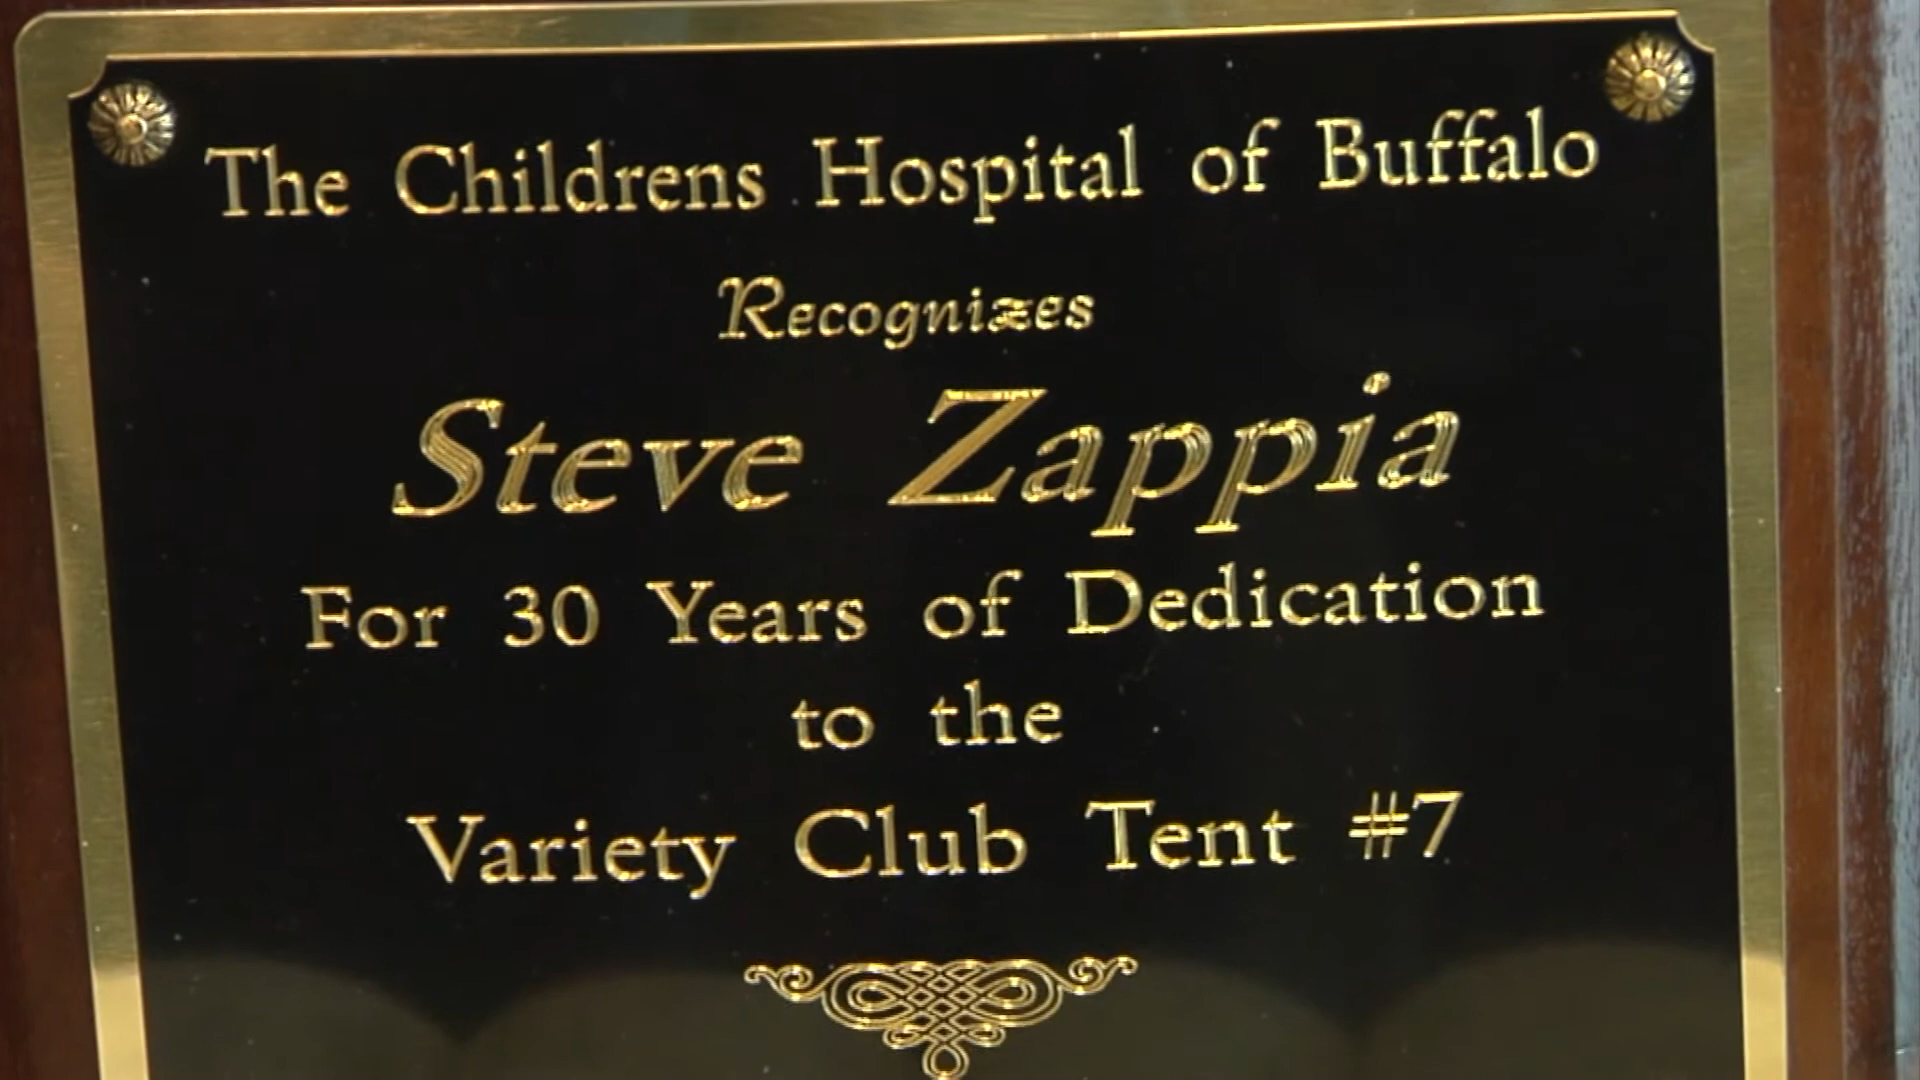 The Childrens Hospital of Buffalo
Recognizes
Steve Zappia
For 30 Years of Dedication
to the
Variety Club Tent #7